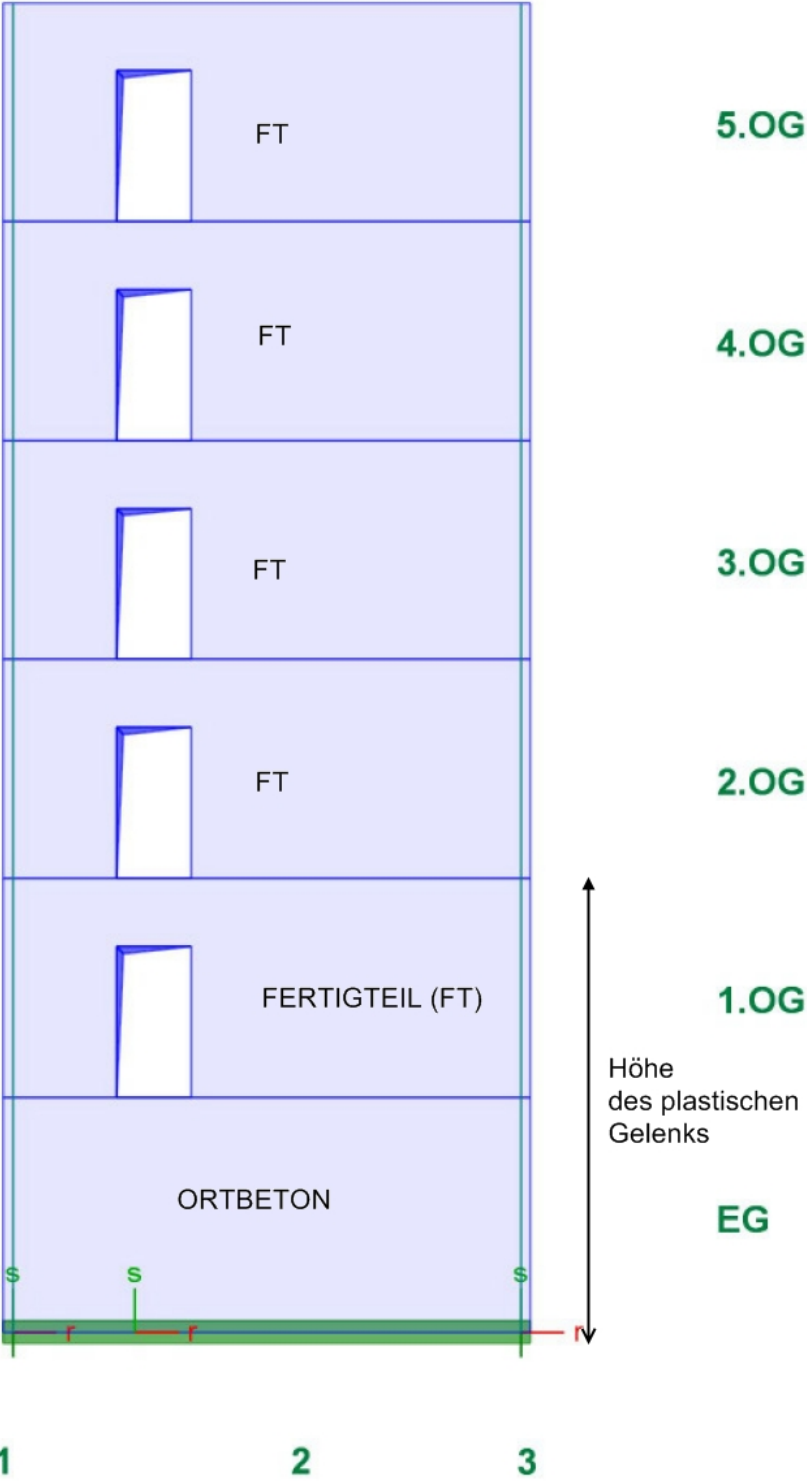 FT
5.OG
FT
4.OG
FT
3.OG
FT
2.OG
FERTIGTEIL (FT)
1.OG
Höhe
des plastischen
Gelenks
ORTBETON
EG
s
s
s
r
r
r
1
2
3